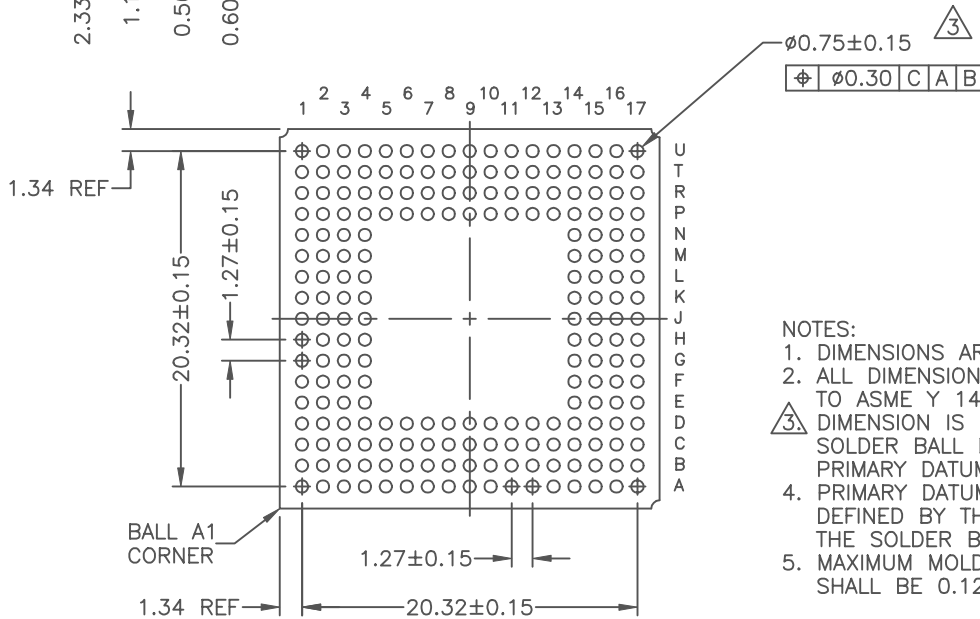 2.33
1.1
0.50
0.60
ø0.75±0.15
3
ø0.30 C A B
2 4 6 8 10 12 14 16
1 3 5 7 9 11 13 15 17
U
T
R
P
N
M
L
K
J
H
G
F
E
D
C
B
A
1.34 REF
20.32±0.15
1.27±0.15
BALL A1
CORNER
1.27±0.15
1.34 REF
20.32±0.15
NOTES:
1. DIMENSIONS AR
2. ALL DIMENSION
TO ASME Y 14
3. DIMENSION IS
SOLDER BALL
PRIMARY DATUM
4. PRIMARY DATUM
DEFINED BY TH
THE SOLDER B
5. MAXIMUM MOLD
SHALL BE 0.12